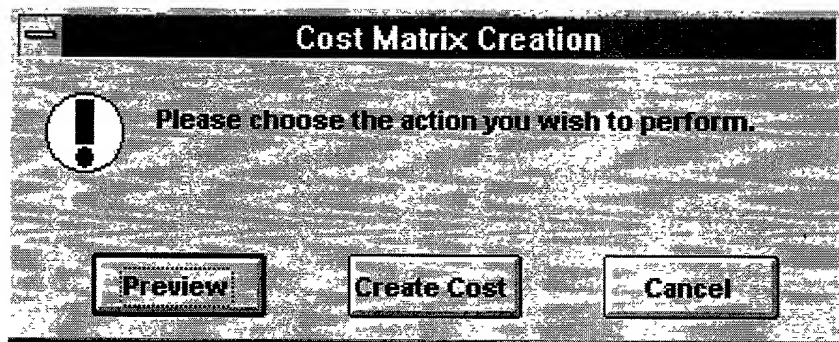 Cost Matrix Creation
Please choose the action you wish to perform.
Preview
Create Cost
Cancel